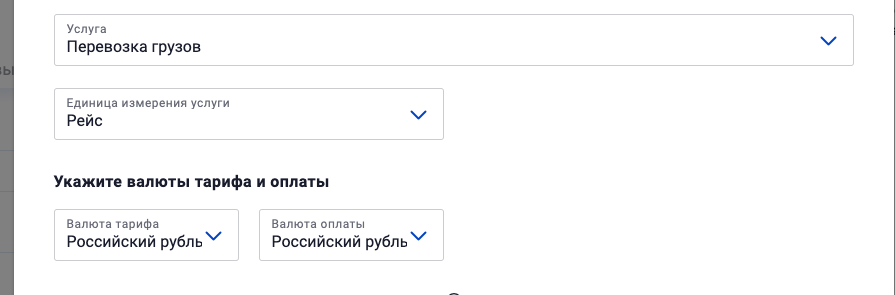 Услуга
Перевозка грузов
Единица измерения услуги
Рейс
Укажите валюты тарифа и оплаты
Валюта тарифа
Валюта оплаты
Российский рубль
Российский рубль